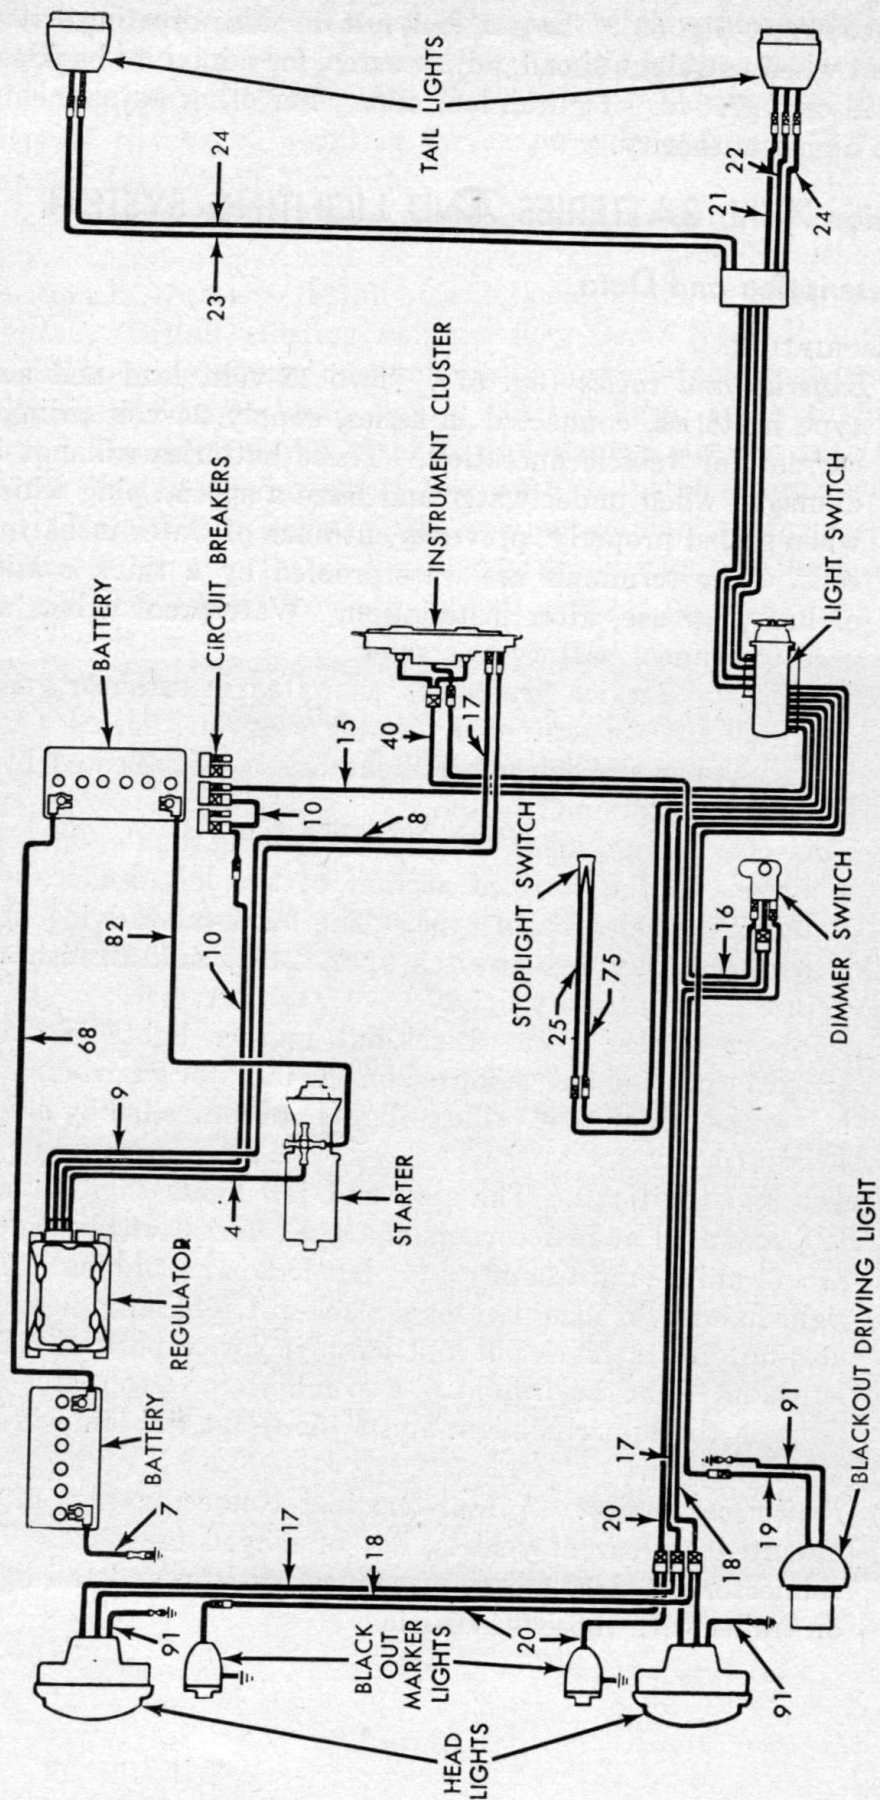 TAIL LIGHTS
24
23
22
21
24
INSTRUMENT CLUSTER
CIRCUIT BREAKERS
BATTERY
LIGHT SWITCH
40
17
15
10
8
STOPLIGHT SWITCH
82
10
68
16
DIMMER SWITCH
25
75
9
4
STARTER
REGULATOR
BATTERY
7
BLACKOUT DRIVING LIGHT
91
19
17
20
18
17
18
20
91
BLACK
OUT
MARKER
LIGHTS
91
HEAD
LIGHTS